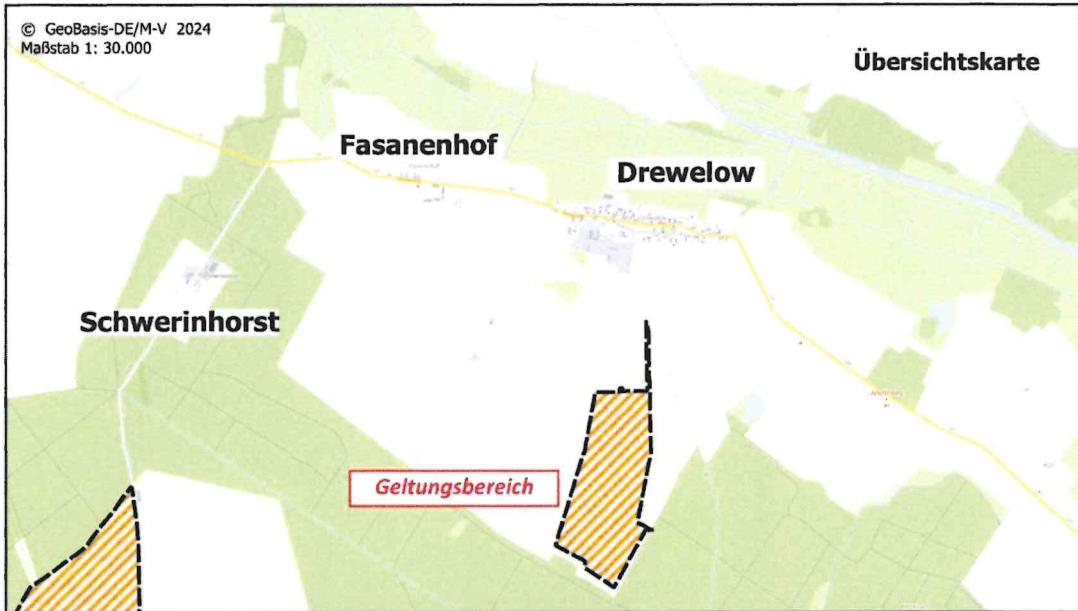 © GeoBasis-DE/M-V 2024
Maßstab 1: 30.000
Übersichtskarte
Fasanenhof
Drewelow
Schwerinhorst
Geltungsbereich